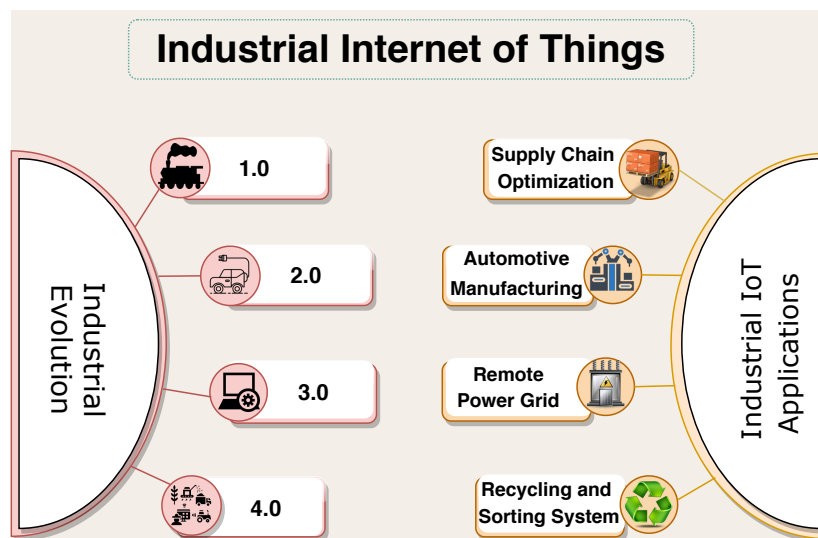 Industrial Internet of Things
Industrial
Evolution
1.0
2.0
3.0
4.0
Supply Chain
Optimization
Automotive
Manufacturing
Remote
Power Grid
Recycling and
Sorting System
Industrial IoT
Applications